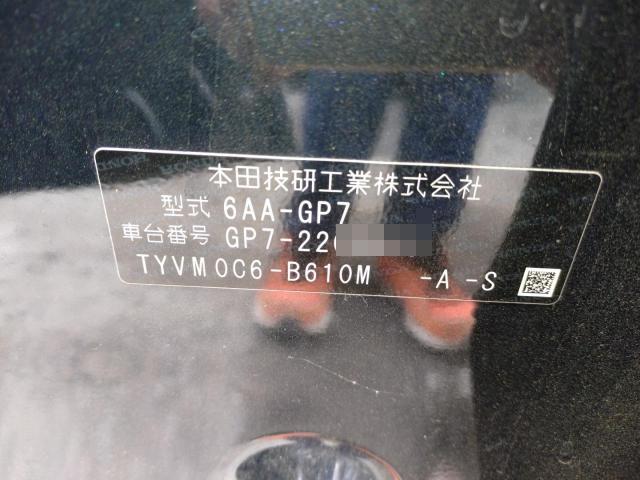 本田技研工業株式会社
型式 6AA-GP7
車台番号 GP7-220
TYVM0C6-B610M -A -S